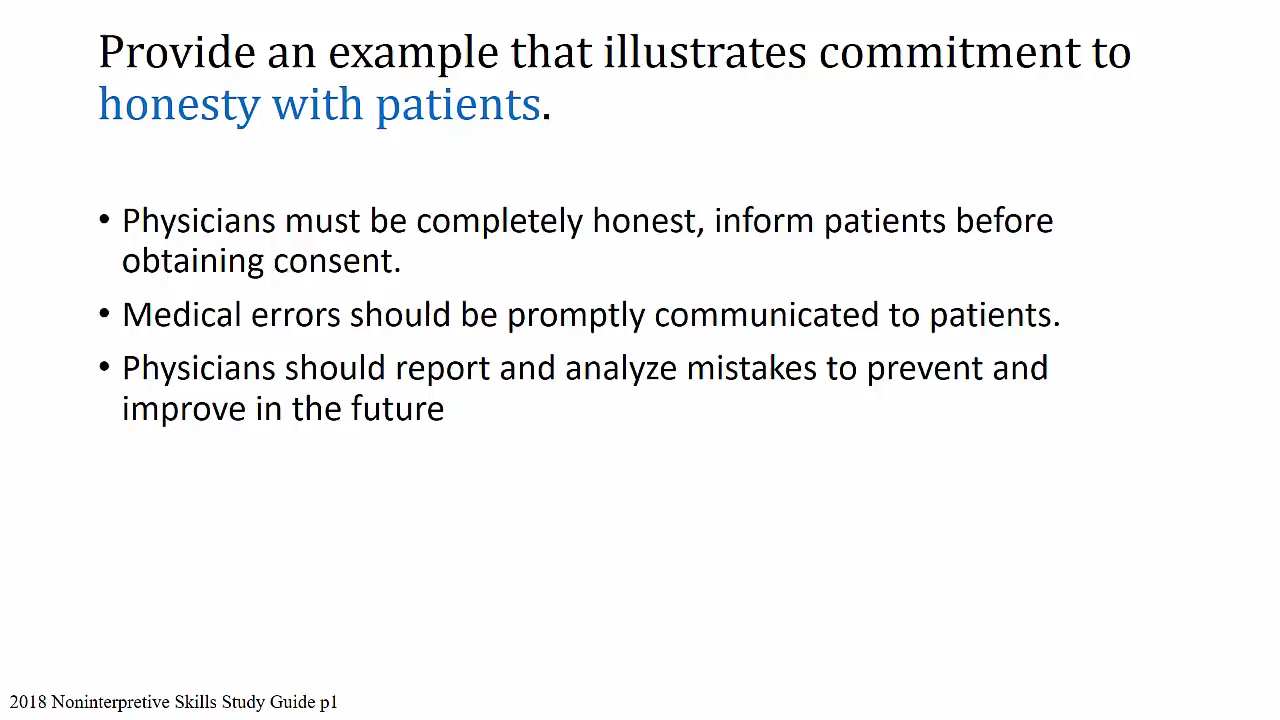 Provide an example that illustrates commitment to
honesty with patients.
• Physicians must be completely honest, inform patients before
obtaining consent.
• Medical errors should be promptly communicated to patients.
• Physicians should report and analyze mistakes to prevent and
improve in the future
2018 Noninterpretive Skills Study Guide p1